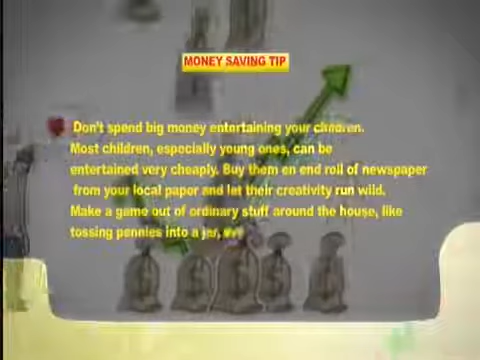 MONEY SAVING TIP
Don't spend big money entertaining your children.
Most children, especially young ones, can be
entertained very cheaply. Buy them en end roll of newspaper
from your local paper and let their creativity run wild.
Make a game out of ordinary stuff around the house, like
tossing pennies into a jar,